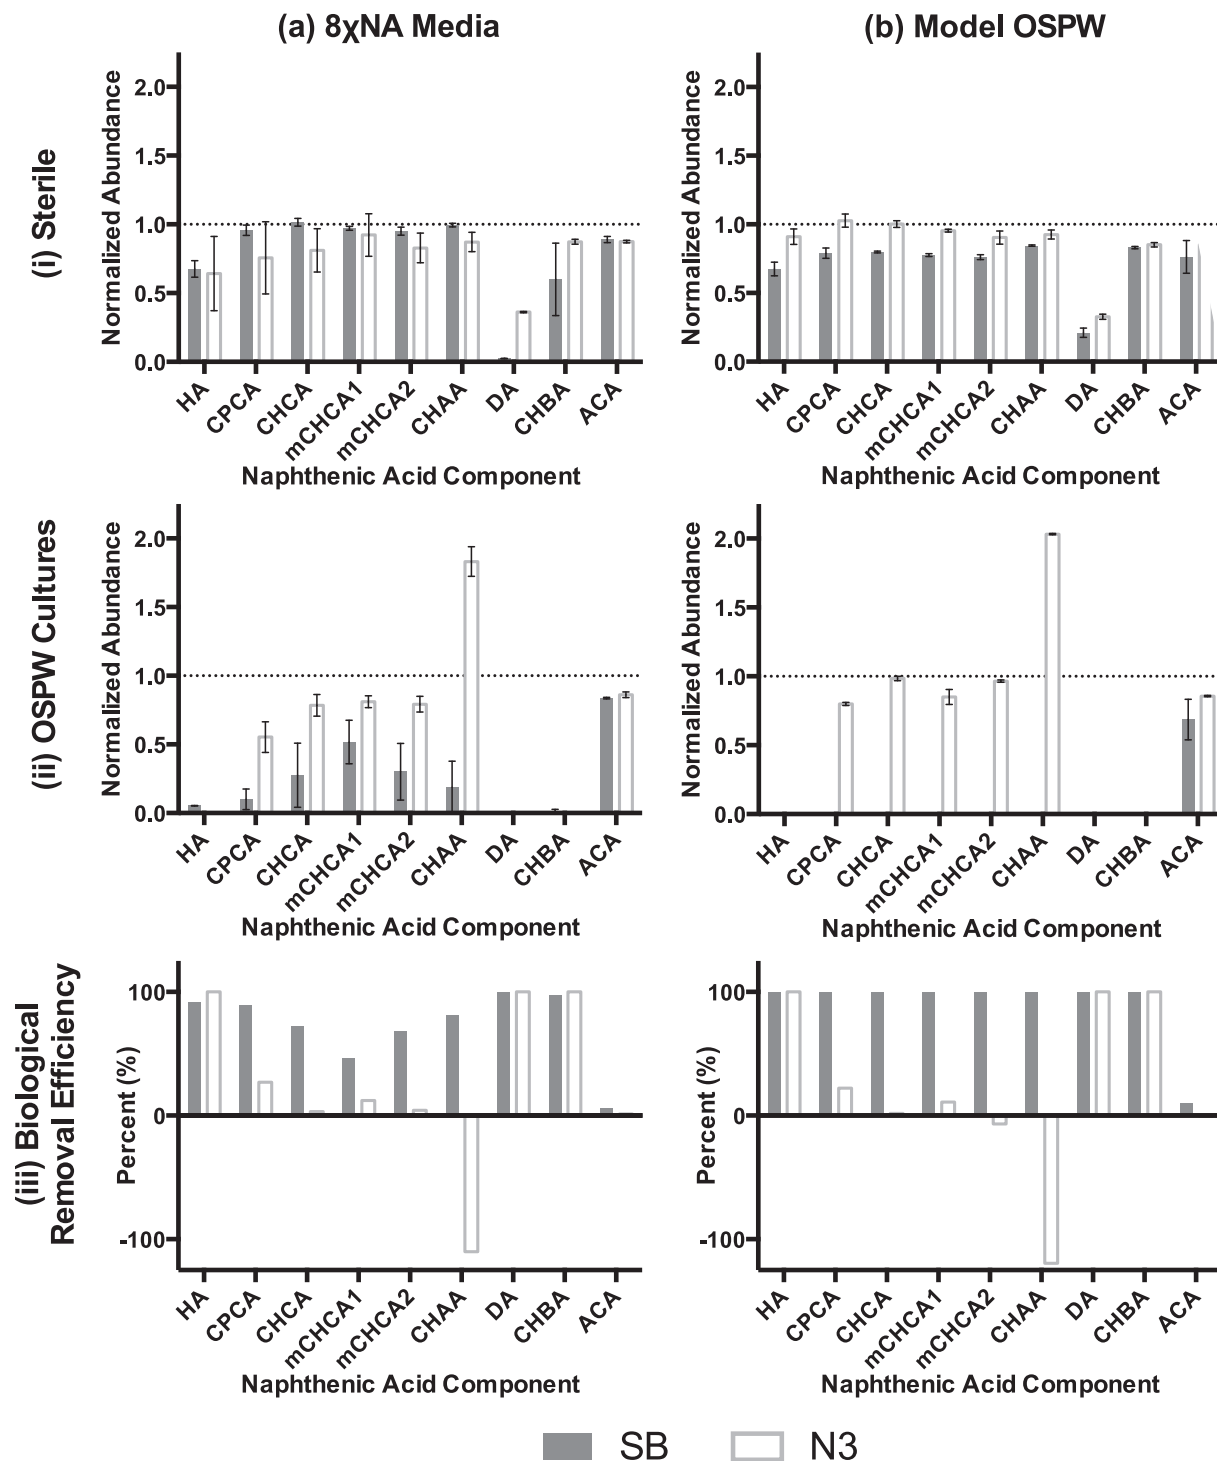 (a) 8χNA Media
(b) Model OSPW
(i) Sterile
Normalized Abundance
2.0
1.5
1.0
0.5
0.0
HA
CPCA
CHCA
mCHCA1
mCHCA2
CHAA
DA
CHBA
ACA
Naphthenic Acid Component
Normalized Abundance
2.0
1.5
1.0
0.5
0.0
HA
CPCA
CHCA
mCHCA1
mCHCA2
CHAA
DA
CHBA
ACA
Naphthenic Acid Component
(ii) OSPW Cultures
Normalized Abundance
2.0
1.5
1.0
0.5
0.0
HA
CPCA
CHCA
mCHCA1
mCHCA2
CHAA
DA
CHBA
ACA
Naphthenic Acid Component
Normalized Abundance
2.0
1.5
1.0
0.5
0.0
HA
CPCA
CHCA
mCHCA1
mCHCA2
CHAA
DA
CHBA
ACA
Naphthenic Acid Component
(iii) Biological
Removal Efficiency
Percent (%)
100
0
-100
HA
CPCA
CHCA
mCHCA1
mCHCA2
CHAA
DA
CHBA
ACA
Naphthenic Acid Component
Percent (%)
100
0
-100
HA
CPCA
CHCA
mCHCA1
mCHCA2
CHAA
DA
CHBA
ACA
Naphthenic Acid Component
SB
N3